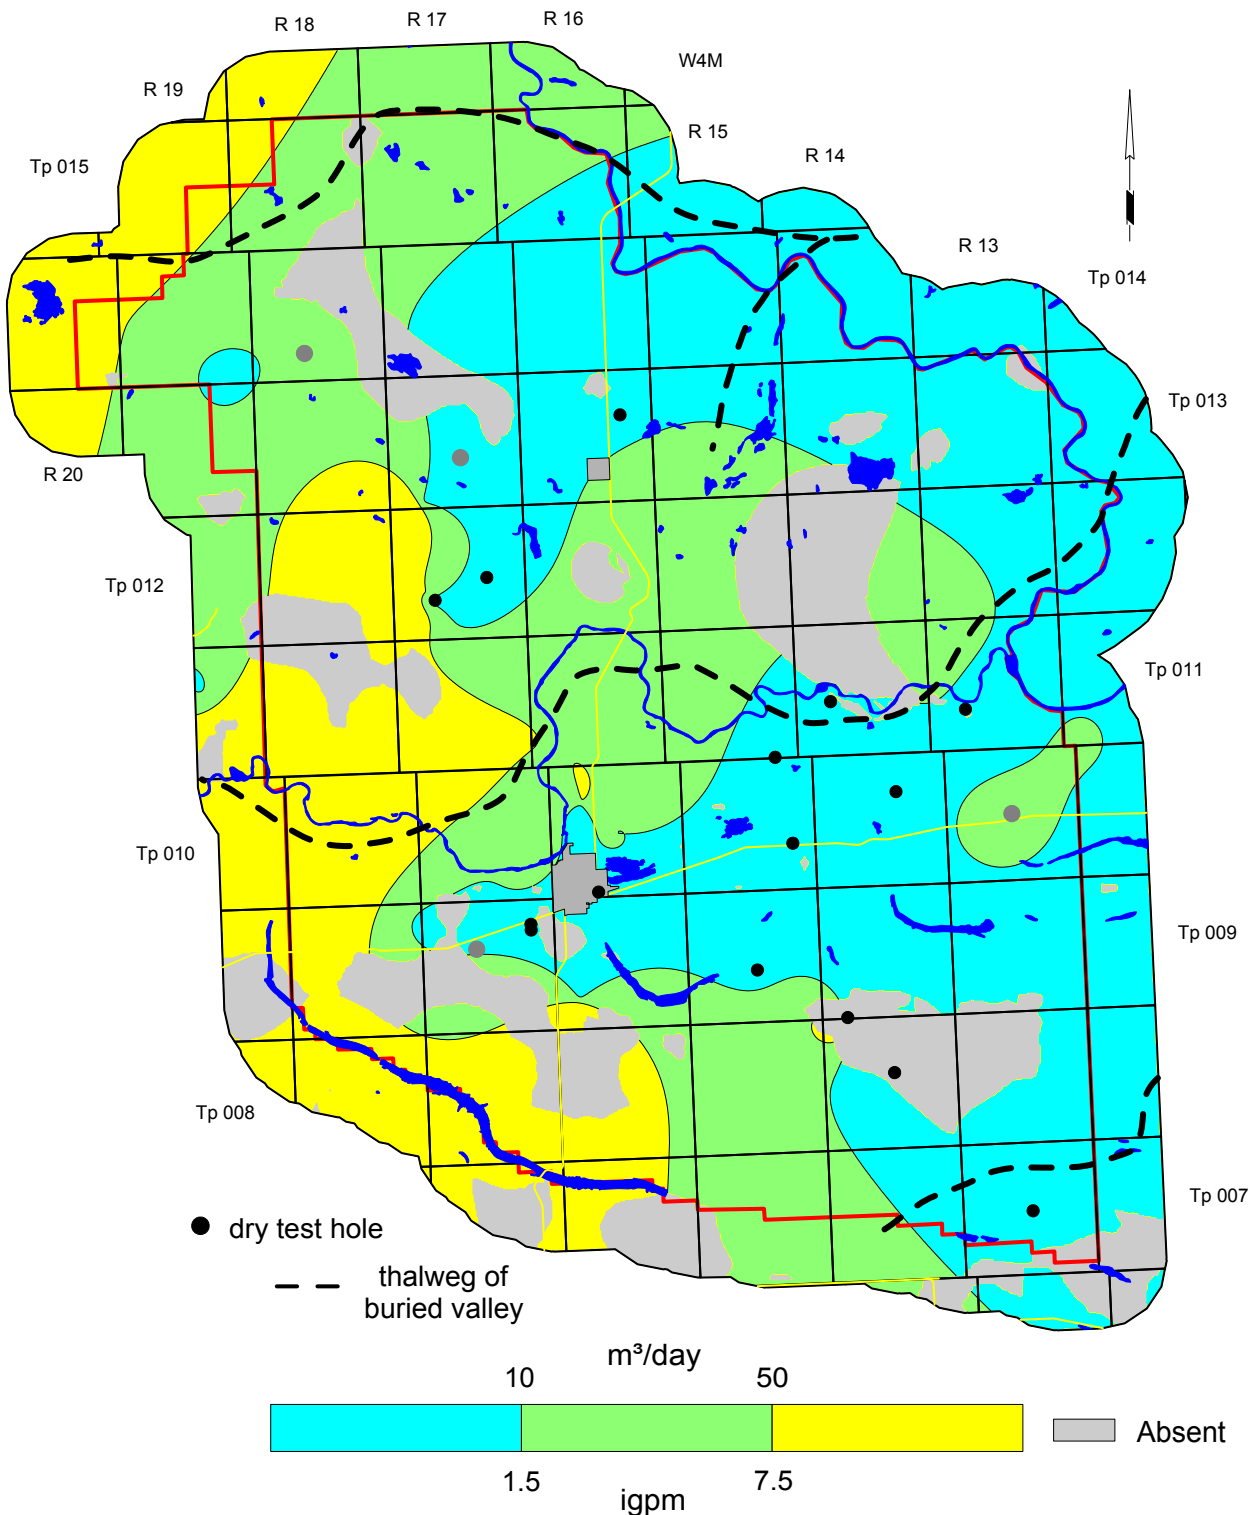 R 16
R 17
R 18
W4M
R 19
R 15
R 14
Tp 015
R 13
Tp 014
Tp 013
R 20
Tp 012
Tp 011
Tp 010
Tp 009
Tp 008
Tp 007
dry test hole
thalweg of
buried valley
m³/day
10 50
Absent
1.5 7.5
igpm